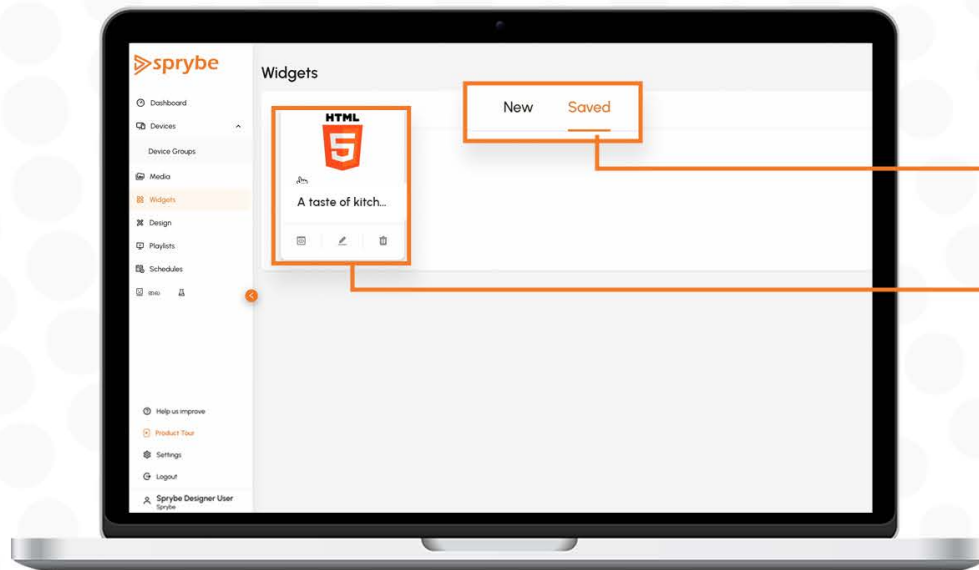 sprybe
Widgets
Dashboard
Devices
Device Groups
Media
Widgets
Design
Playlists
Schedules
Help us improve
Product Tour
Settings
Logout
Sprybe Designer User
Sprybe
New Saved
HTML
5
A taste of kitch...